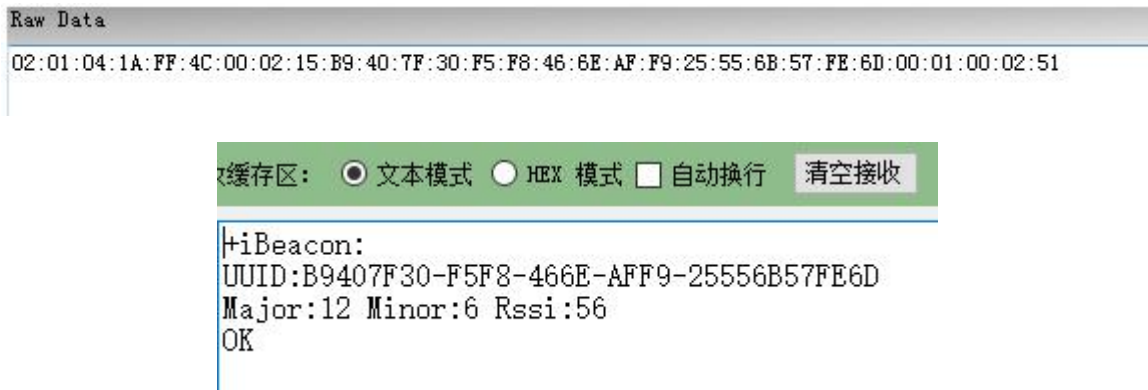 Raw Data
02:01:04:1A:FF:4C:00:02:15:B9:40:7F:30:F5:F8:46:6E:AF:F9:25:55:6B:57:FE:6D:00:01:00:02:51
缓存区： 文本模式 HEX 模式 自动换行 清空接收
+iBeacon:
UUID:B9407F30-F5F8-466E-AFF9-25556B57FE6D
Major:12 Minor:6 Rssi:56
OK